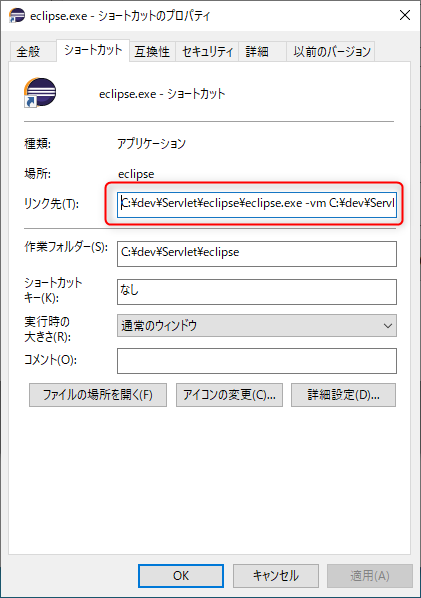 eclipse.exe - ショートカットのプロパティ
全般 ショートカット 互換性 セキュリティ 詳細 以前のバージョン
eclipse.exe - ショートカット
種類: アプリケーション
場所: eclipse
リンク先(T): C:¥dev¥Servlet¥eclipse¥eclipse.exe -vm C:¥dev¥Servl
作業フォルダー(S): C:¥dev¥Servlet¥eclipse
ショートカット
キー(K): なし
実行時の
大きさ(R): 通常のウィンドウ
コメント(O):
ファイルの場所を開く(F) アイコンの変更(C)... 詳細設定(D)...
OK キャンセル 適用(A)